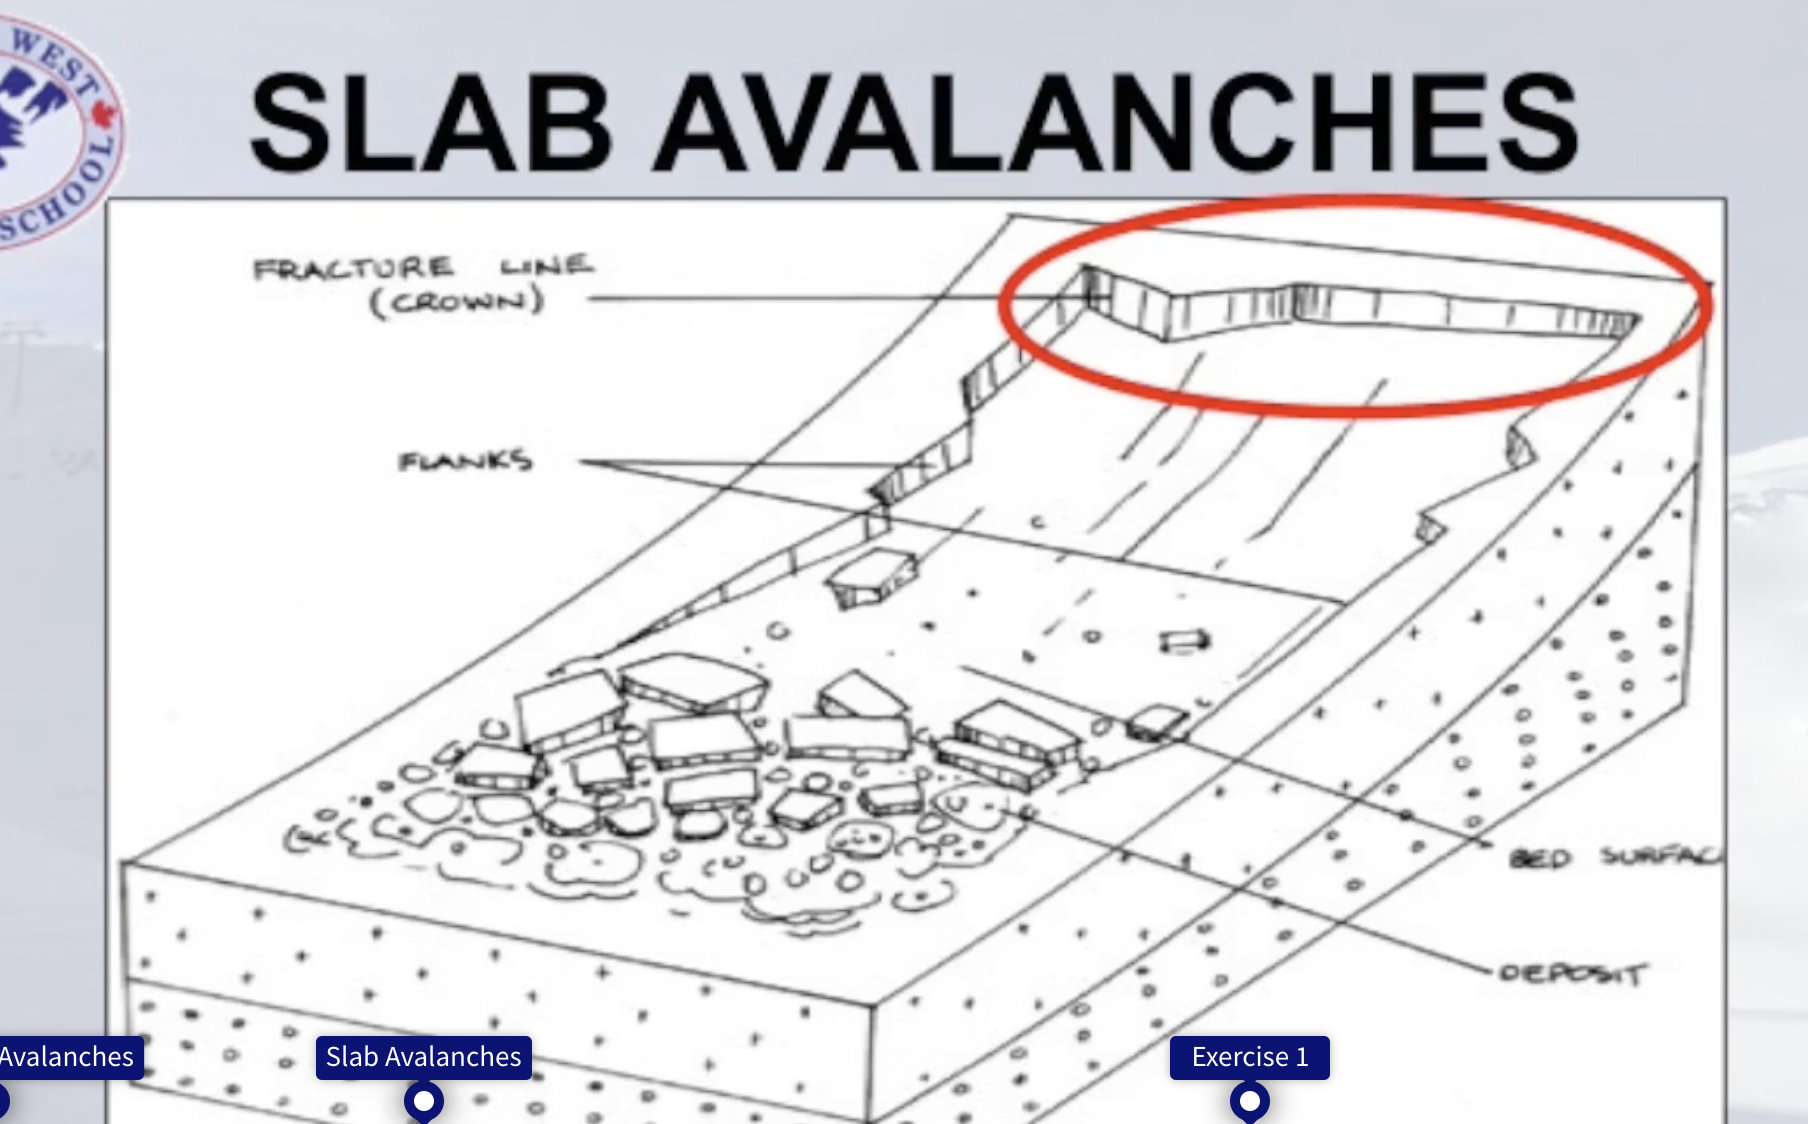 WEST
SCHOOL
SLAB AVALANCHES
FRACTURE LINE
(CROWN)
FLANKS
BED SURFAC
DEPOSIT
Avalanches
Slab Avalanches
Exercise 1